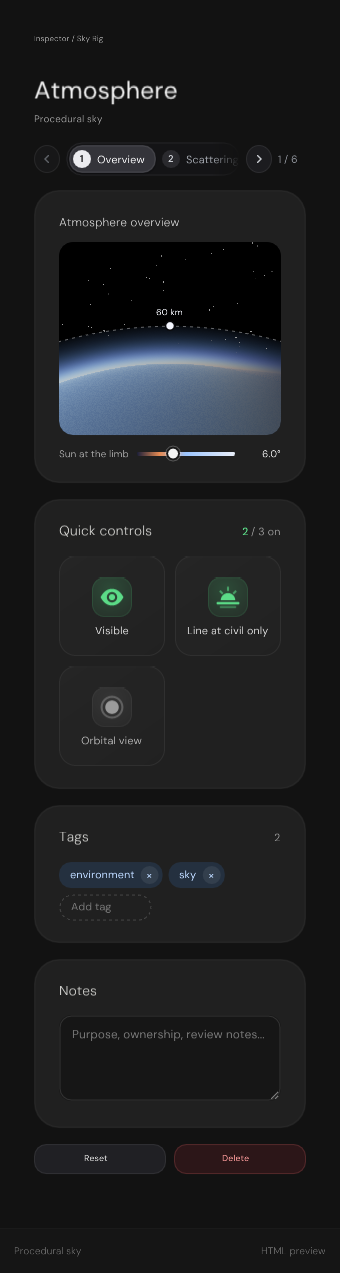 Inspector / Sky Rig
Atmosphere
Procedural sky
1 Overview 2 Scattering 1 / 6
Atmosphere overview
60 km
Sun at the limb 6.0°
Quick controls 2 / 3 on
Visible Line at civil only
Orbital view
Tags 2
environment × sky ×
Add tag
Notes
Purpose, ownership, review notes...
Reset Delete
Procedural sky HTML preview